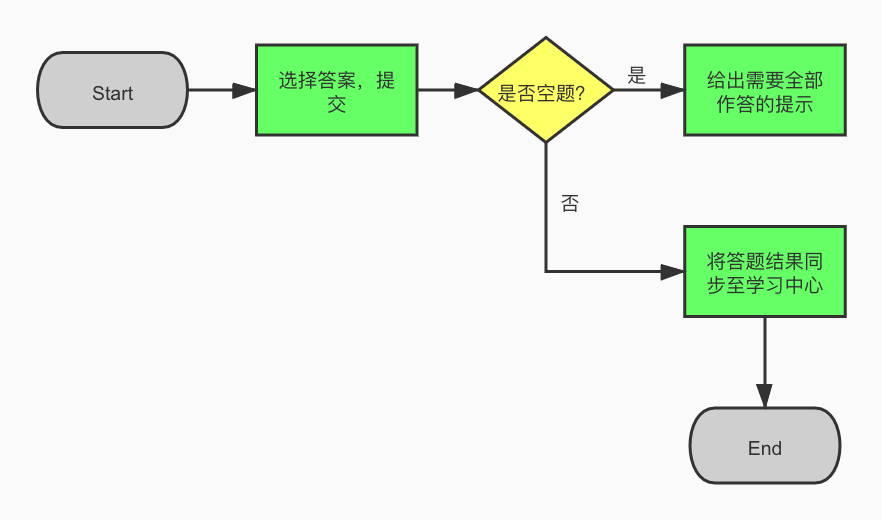 Start
选择答案，提
交
是否空题?
是
给出需要全部
作答的提示
否
将答题结果同
步至学习中心
End